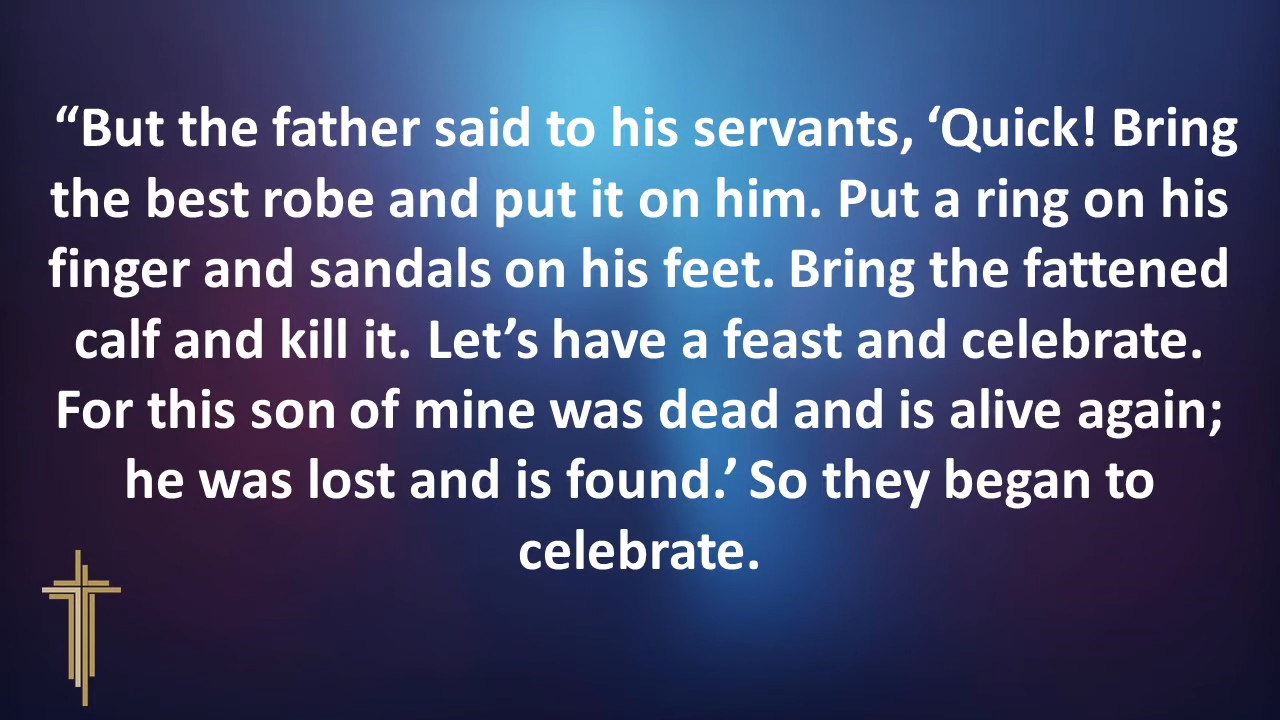 “But the father said to his servants, ‘Quick! Bring
the best robe and put it on him. Put a ring on his
finger and sandals on his feet. Bring the fattened
calf and kill it. Let’s have a feast and celebrate.
For this son of mine was dead and is alive again;
he was lost and is found.’ So they began to
celebrate.